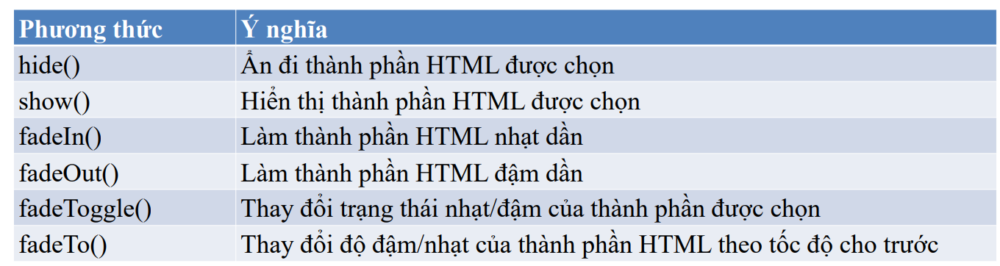 Phương thức Ý nghĩa
hide() Ẩn đi thành phần HTML được chọn
show() Hiển thị thành phần HTML được chọn
fadeIn() Làm thành phần HTML nhạt dần
fadeOut() Làm thành phần HTML đậm dần
fadeToggle() Thay đổi trạng thái nhạt/đậm của thành phần được chọn
fadeTo() Thay đổi độ đậm/nhạt của thành phần HTML theo tốc độ cho trước